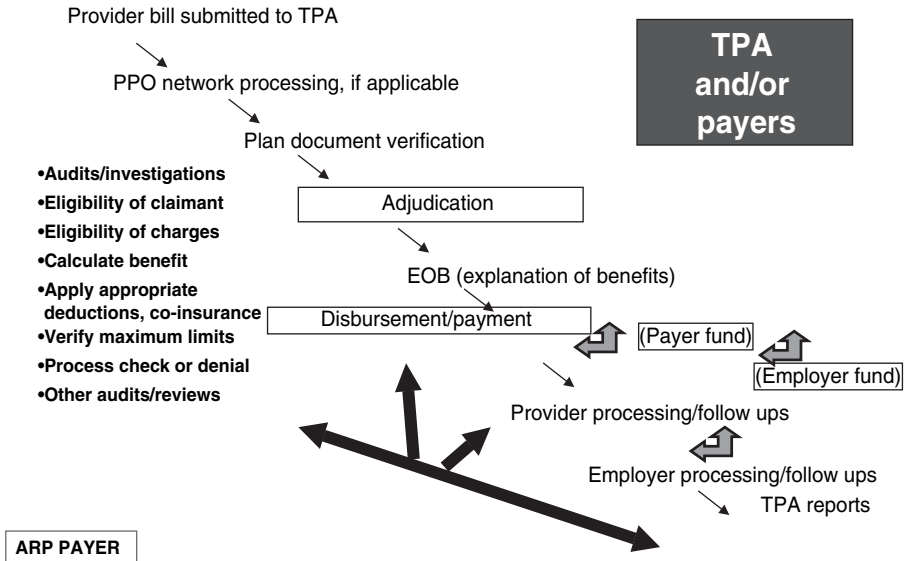 Provider bill submitted to TPA
TPA
and/or
payers
PPO network processing, if applicable
Plan document verification
•Audits/investigations
•Eligibility of claimant
Adjudication
•Eligibility of charges
•Calculate benefit
EOB (explanation of benefits)
•Apply appropriate
deductions, co-insurance
Disbursement/payment
•Verify maximum limits
(Payer fund)
•Process check or denial
(Employer fund)
•Other audits/reviews
Provider processing/follow ups
Employer processing/follow ups
TPA reports
ARP PAYER